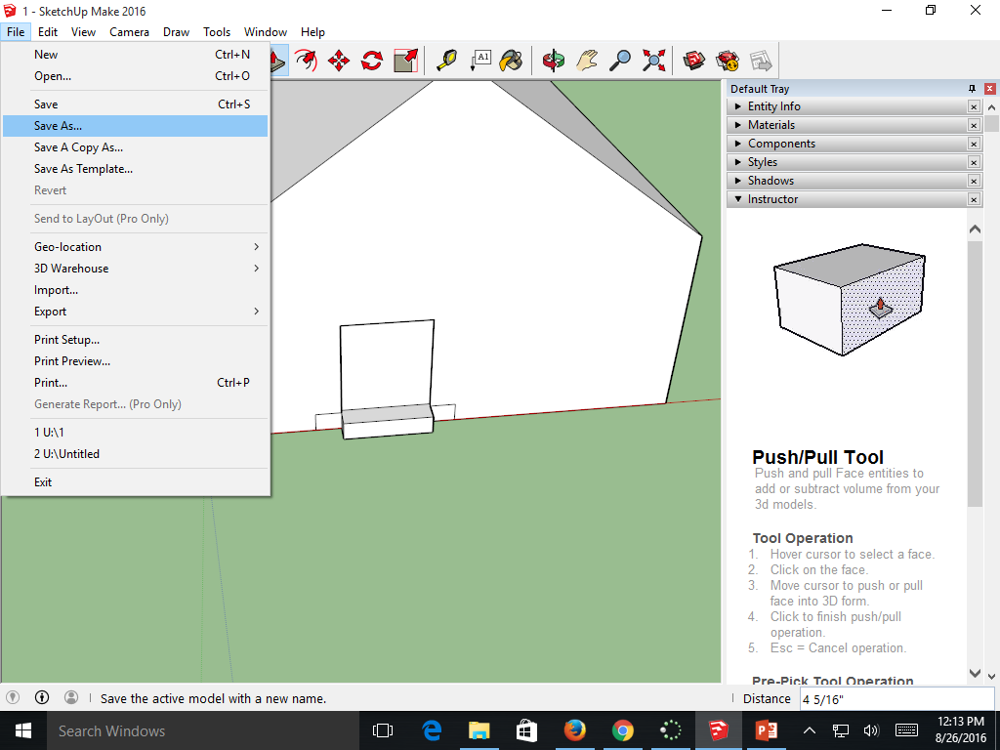 1 - SketchUp Make 2016
File Edit View Camera Draw Tools Window Help
New Ctrl+N
Open... Ctrl+O
Save Ctrl+S
Save As...
Save A Copy As...
Save As Template...
Revert
Send to LayOut (Pro Only)
Geo-location
3D Warehouse
Import...
Export
Print Setup...
Print Preview...
Print... Ctrl+P
Generate Report... (Pro Only)
1 U:\1
2 U:\Untitled
Exit
A1
Default Tray
Entity Info
Materials
Components
Styles
Shadows
Instructor
Push/Pull Tool
Push and pull Face entities to
add or subtract volume from your
3d models.
Tool Operation
1. Hover cursor to select a face.
2. Click on the face.
3. Move cursor to push or pull
face into 3D form.
4. Click to finish push/pull
operation.
5. Esc = Cancel operation.
Pre-Pick Tool Operation
Save the active model with a new name.
Distance 4 5/16"
Search Windows
12:13 PM
8/26/2016